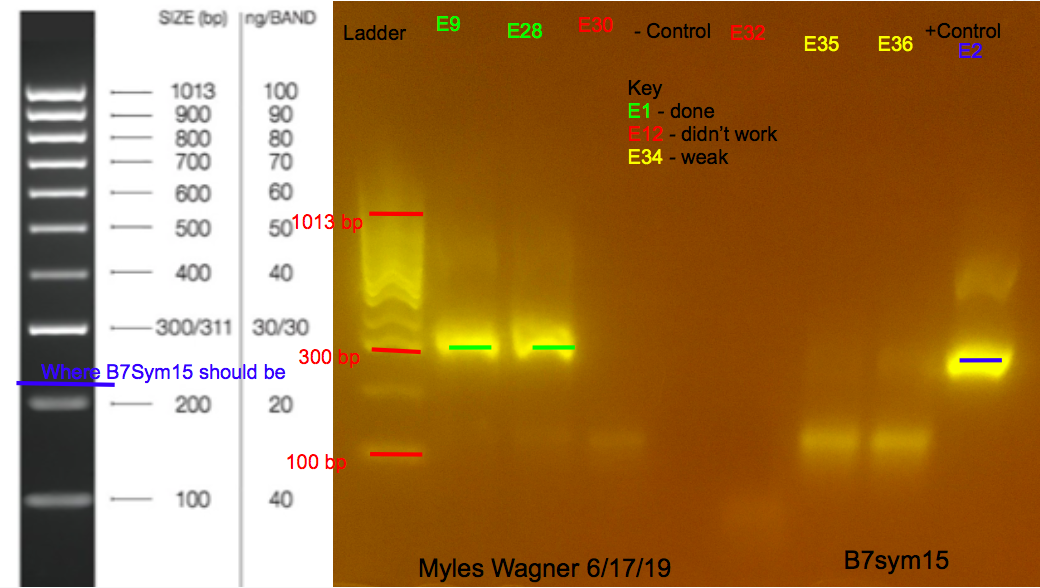 SIZE (bp) ng/BAND
1013 100
900 90
800 80
700 70
600 60
500 50
400 40
300/311 30/30
Where B7Sym15 should be
200 20
100 40
Ladder
E9
E28
E30
- Control
E32
E35
E36
+Control
E2
Key
E1 - done
E12 - didn't work
E34 - weak
1013 bp
300 bp
100 bp
Myles Wagner 6/17/19
B7sym15